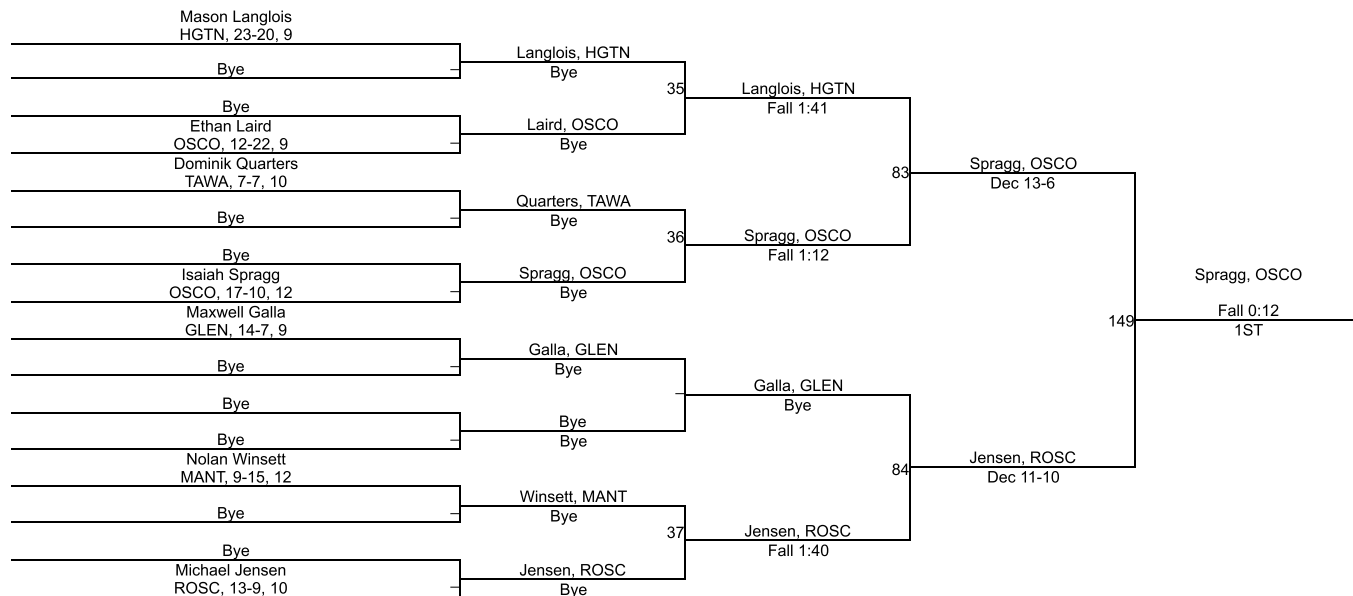 Mason Langlois
HGTN, 23-20, 9
Bye
Bye
Ethan Laird
OSCO, 12-22, 9
Dominik Quarters
TAWA, 7-7, 10
Bye
Bye
Isaiah Spragg
OSCO, 17-10, 12
Maxwell Galla
GLEN, 14-7, 9
Bye
Bye
Bye
Nolan Winsett
MANT, 9-15, 12
Bye
Bye
Michael Jensen
ROSC, 13-9, 10
Langlois, HGTN
Bye
35
Laird, OSCO
Bye
Quarters, TAWA
Bye
36
Spragg, OSCO
Bye
Galla, GLEN
Bye
Bye
Bye
Winsett, MANT
Bye
37
Jensen, ROSC
Bye
Langlois, HGTN
Fall 1:41
83
Spragg, OSCO
Fall 1:12
Galla, GLEN
Bye
84
Jensen, ROSC
Fall 1:40
Spragg, OSCO
Dec 13-6
149
Jensen, ROSC
Dec 11-10
Spragg, OSCO
Fall 0:12
1ST